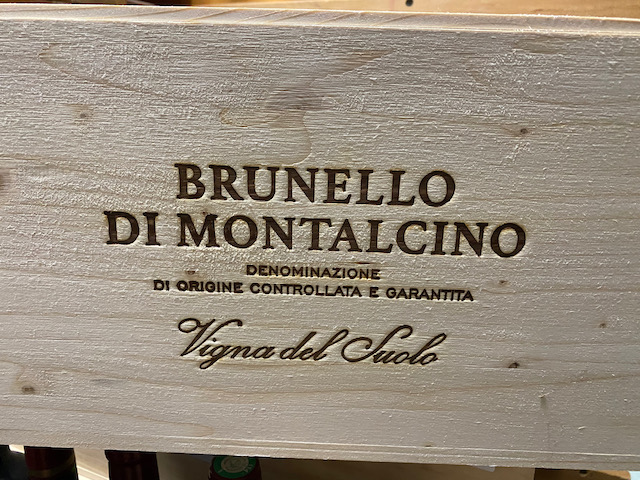 BRUNELLO
DI MONTALCINO
DENOMINAZIONE
DI ORIGINE CONTROLLATA E GARANTITA
Vigna del Suolo